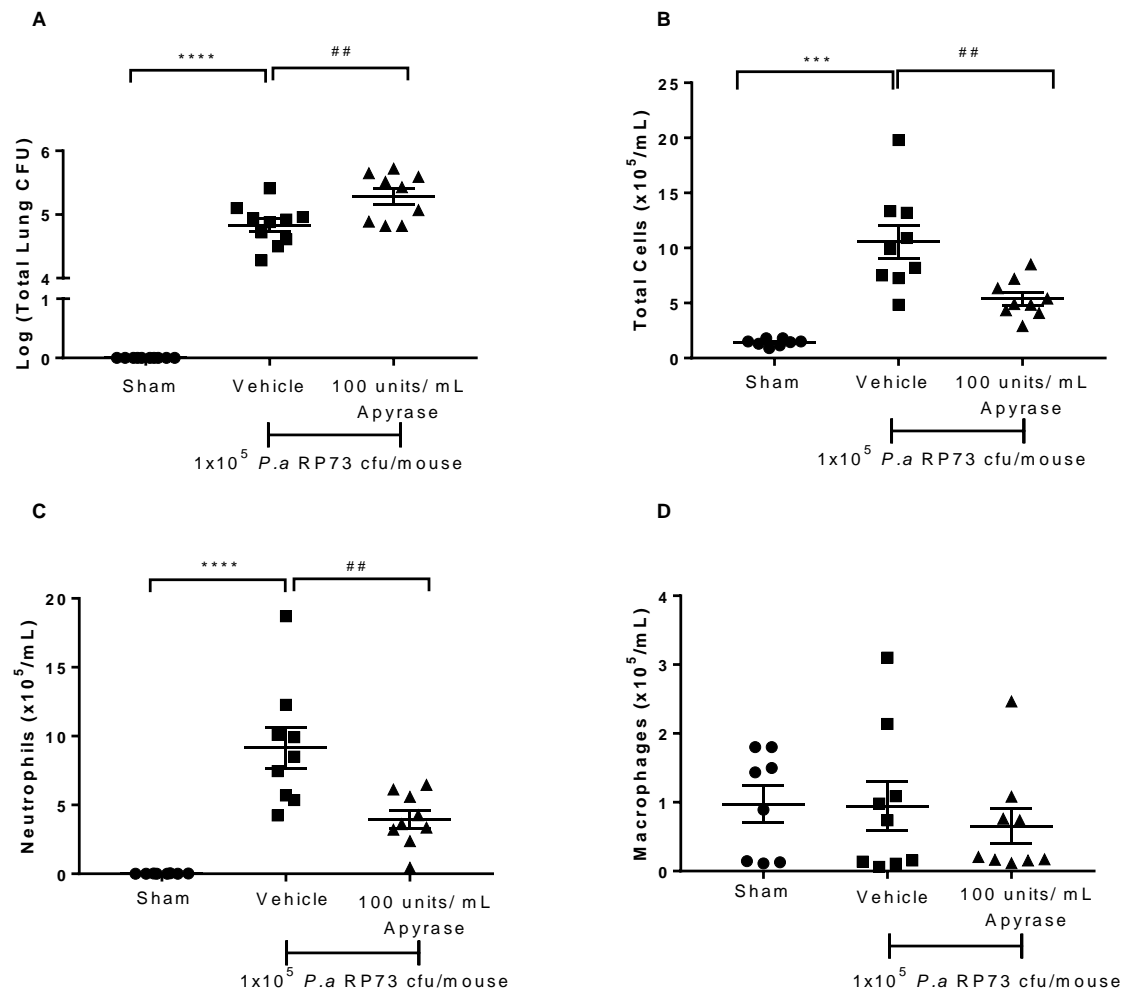 A
**** ##
Log (Total Lung CFU)
6
5
4
1
0
Sham Vehicle 100 units/ mL
Apyrase
1x10⁵ P.a RP73 cfu/mouse
B
*** ##
Total Cells (x10⁵/mL)
25
20
15
10
5
0
Sham Vehicle 100 units/ mL
Apyrase
1x10⁵ P.a RP73 cfu/mouse
C
**** ##
Neutrophils (x10⁵/mL)
20
15
10
5
0
Sham Vehicle 100 units/ mL
Apyrase
1x10⁵ P.a RP73 cfu/mouse
D
Macrophages (x10⁵/mL)
4
3
2
1
0
Sham Vehicle 100 units/ mL
Apyrase
1x10⁵ P.a RP73 cfu/mouse